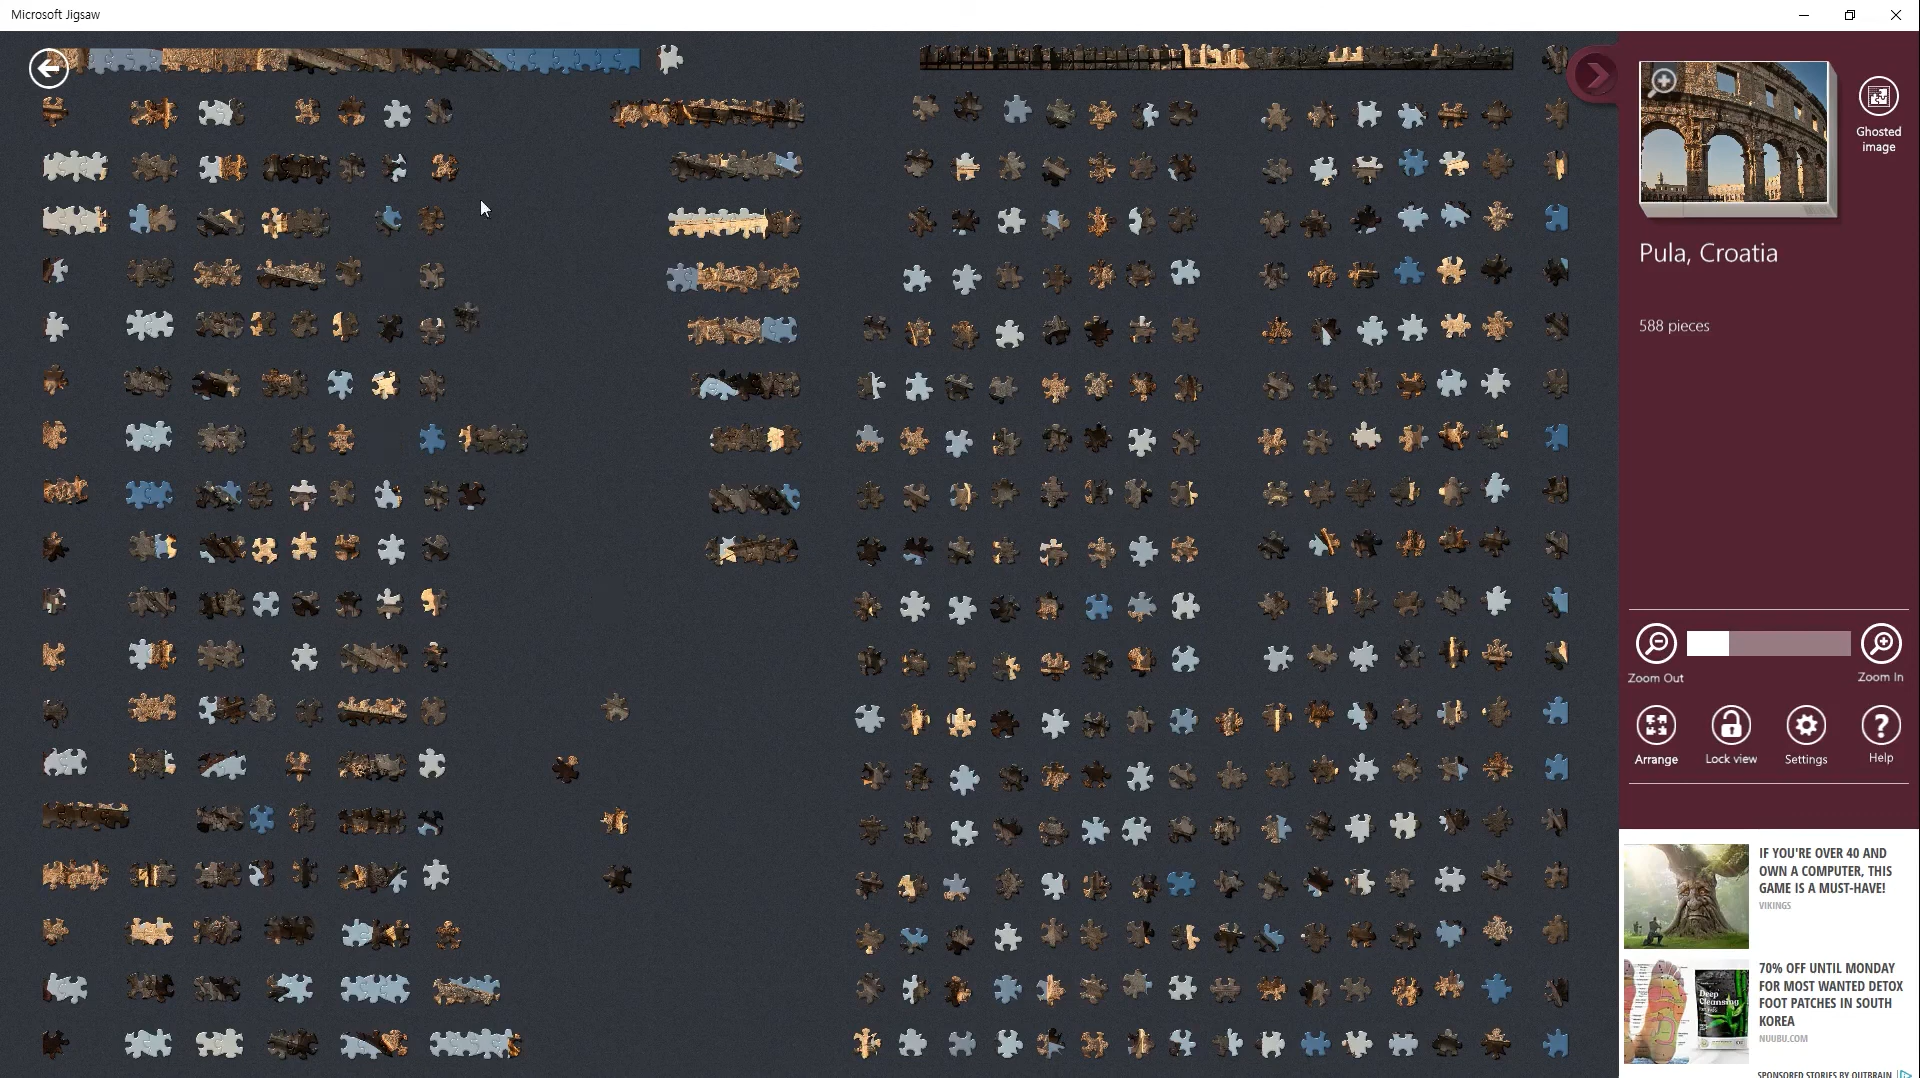 Microsoft Jigsaw
Ghosted
image
Pula, Croatia
588 pieces
Zoom Out
Zoom In
Arrange
Lock view
Settings
Help
IF YOU'RE OVER 40 AND
OWN A COMPUTER, THIS
GAME IS A MUST-HAVE!
VIKINGS
70% OFF UNTIL MONDAY
FOR MOST WANTED DETOX
FOOT PATCHES IN SOUTH
KOREA
NUUBU.COM
Deep
Cleansing
SPONSORED STORIES BY OUTBRAIN